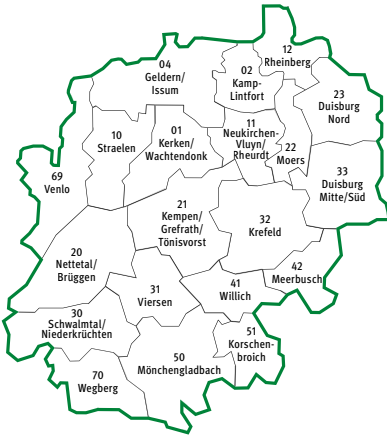 04
Geldern/
Issum
12
Rheinberg
02
Kamp-
Lintfort
23
Duisburg
Nord
10
Straelen
01
Kerken/
Wachtendonk
11
Neukirchen-
Vluyn/
Rheurdt
22
Moers
33
Duisburg
Mitte/Süd
69
Venlo
21
Kempen/
Grefrath/
Tönisvorst
32
Krefeld
20
Nettetal/
Brüggen
31
Viersen
41
Willich
42
Meerbusch
30
Schwalmtal/
Niederkrüchten
51
Korschen-
broich
70
Wegberg
50
Mönchengladbach